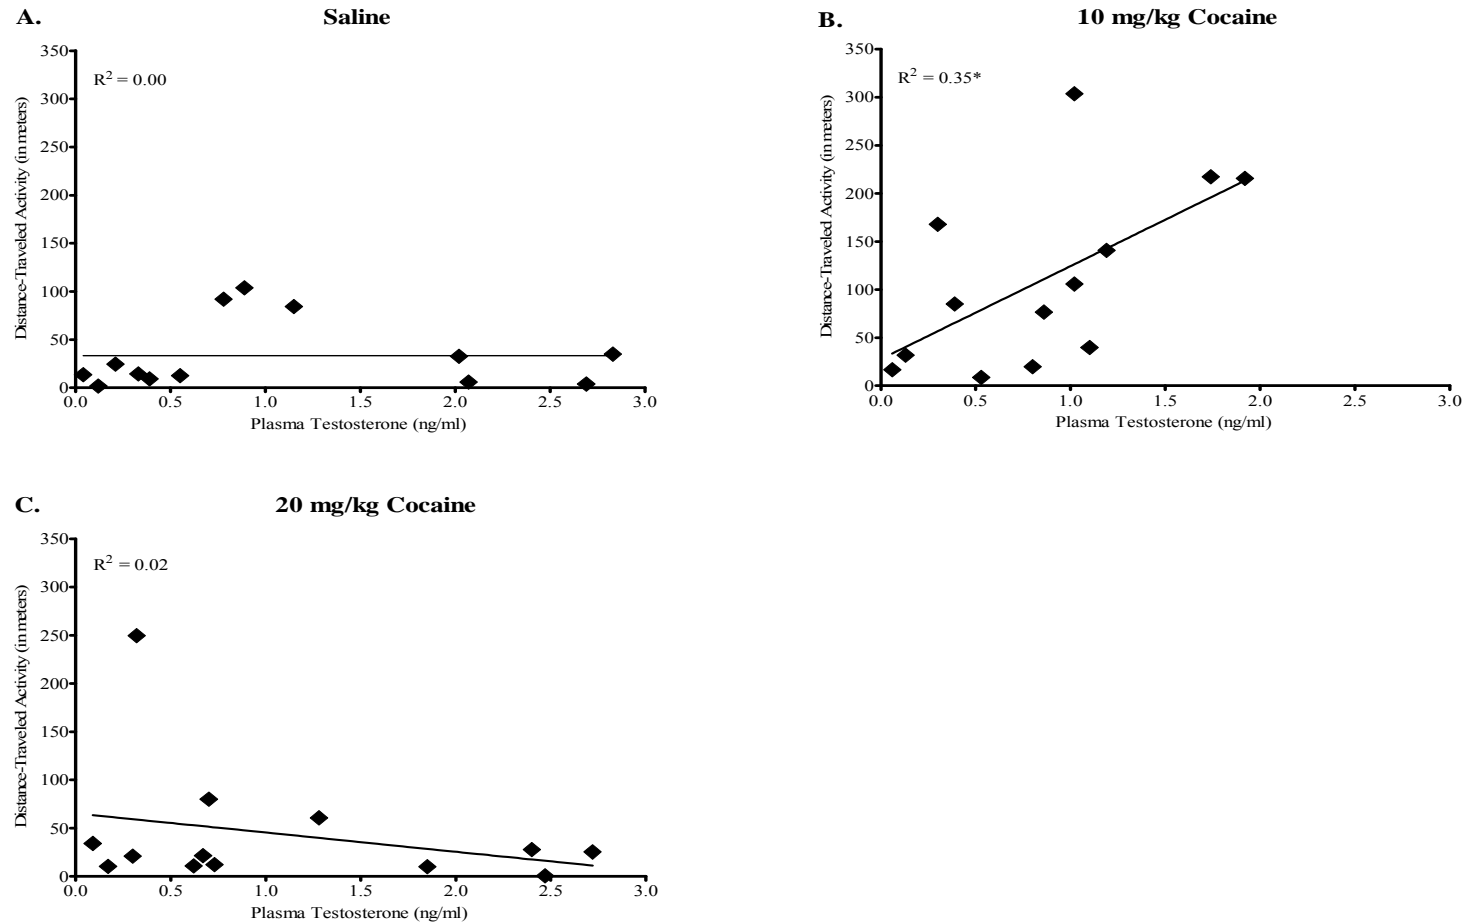 A.
Saline
R² = 0.00
350
300
250
200
150
100
50
0
Distance-Traveled Activity (in meters)
0.0 0.5 1.0 1.5 2.0 2.5 3.0
Plasma Testosterone (ng/ml)
B.
10 mg/kg Cocaine
R² = 0.35*
350
300
250
200
150
100
50
0
Distance-Traveled Activity (in meters)
0.0 0.5 1.0 1.5 2.0 2.5 3.0
Plasma Testosterone (ng/ml)
C.
20 mg/kg Cocaine
R² = 0.02
350
300
250
200
150
100
50
0
Distance-Traveled Activity (in meters)
0.0 0.5 1.0 1.5 2.0 2.5 3.0
Plasma Testosterone (ng/ml)